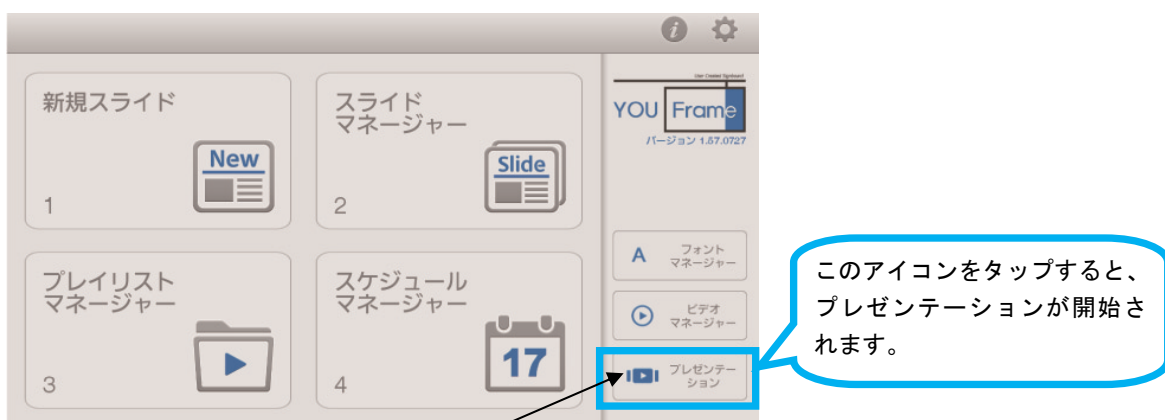 新規スライド
New
1
スライド
マネージャー
Slide
2
プレイリスト
マネージャー
3
スケジュール
マネージャー
17
4
User Created Signboard
YOU Frame
バージョン 1.57.0727
A フォント
マネージャー
ビデオ
マネージャー
プレゼンテー
ション
このアイコンをタップすると、
プレゼンテーションが開始さ
れます。